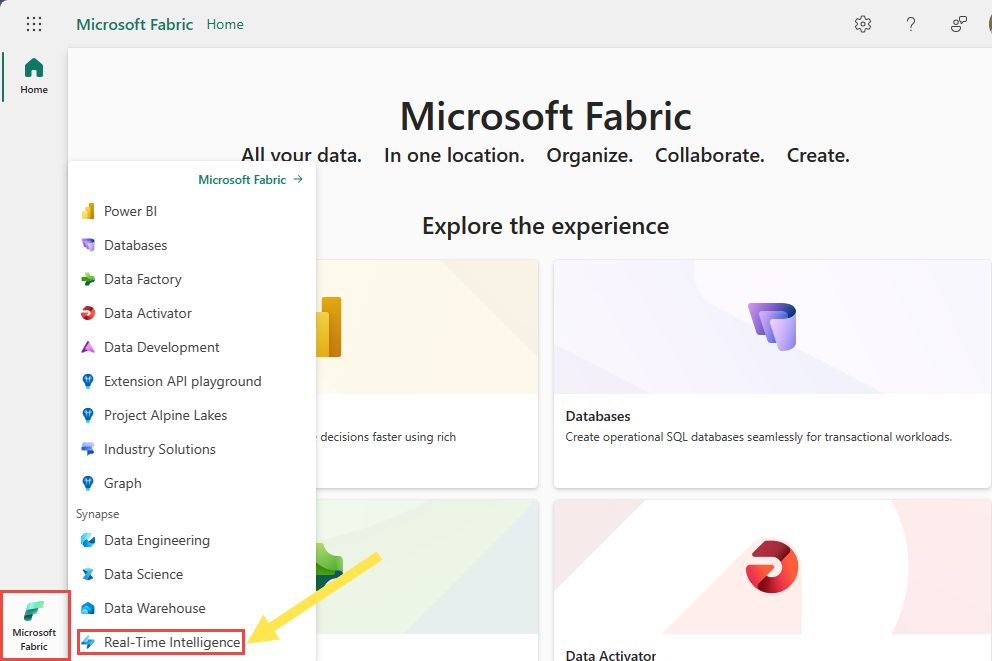 Microsoft Fabric Home
Home
Microsoft Fabric
All your data. In one location. Organize. Collaborate. Create.
Explore the experience
Microsoft Fabric
Power BI
Databases
Data Factory
Data Activator
Data Development
Extension API playground
Project Alpine Lakes
Industry Solutions
Graph
Synapse
Data Engineering
Data Science
Data Warehouse
Real-Time Intelligence
Microsoft
Fabric
decisions faster using rich
Databases
Create operational SQL databases seamlessly for transactional workloads.
Data Activator